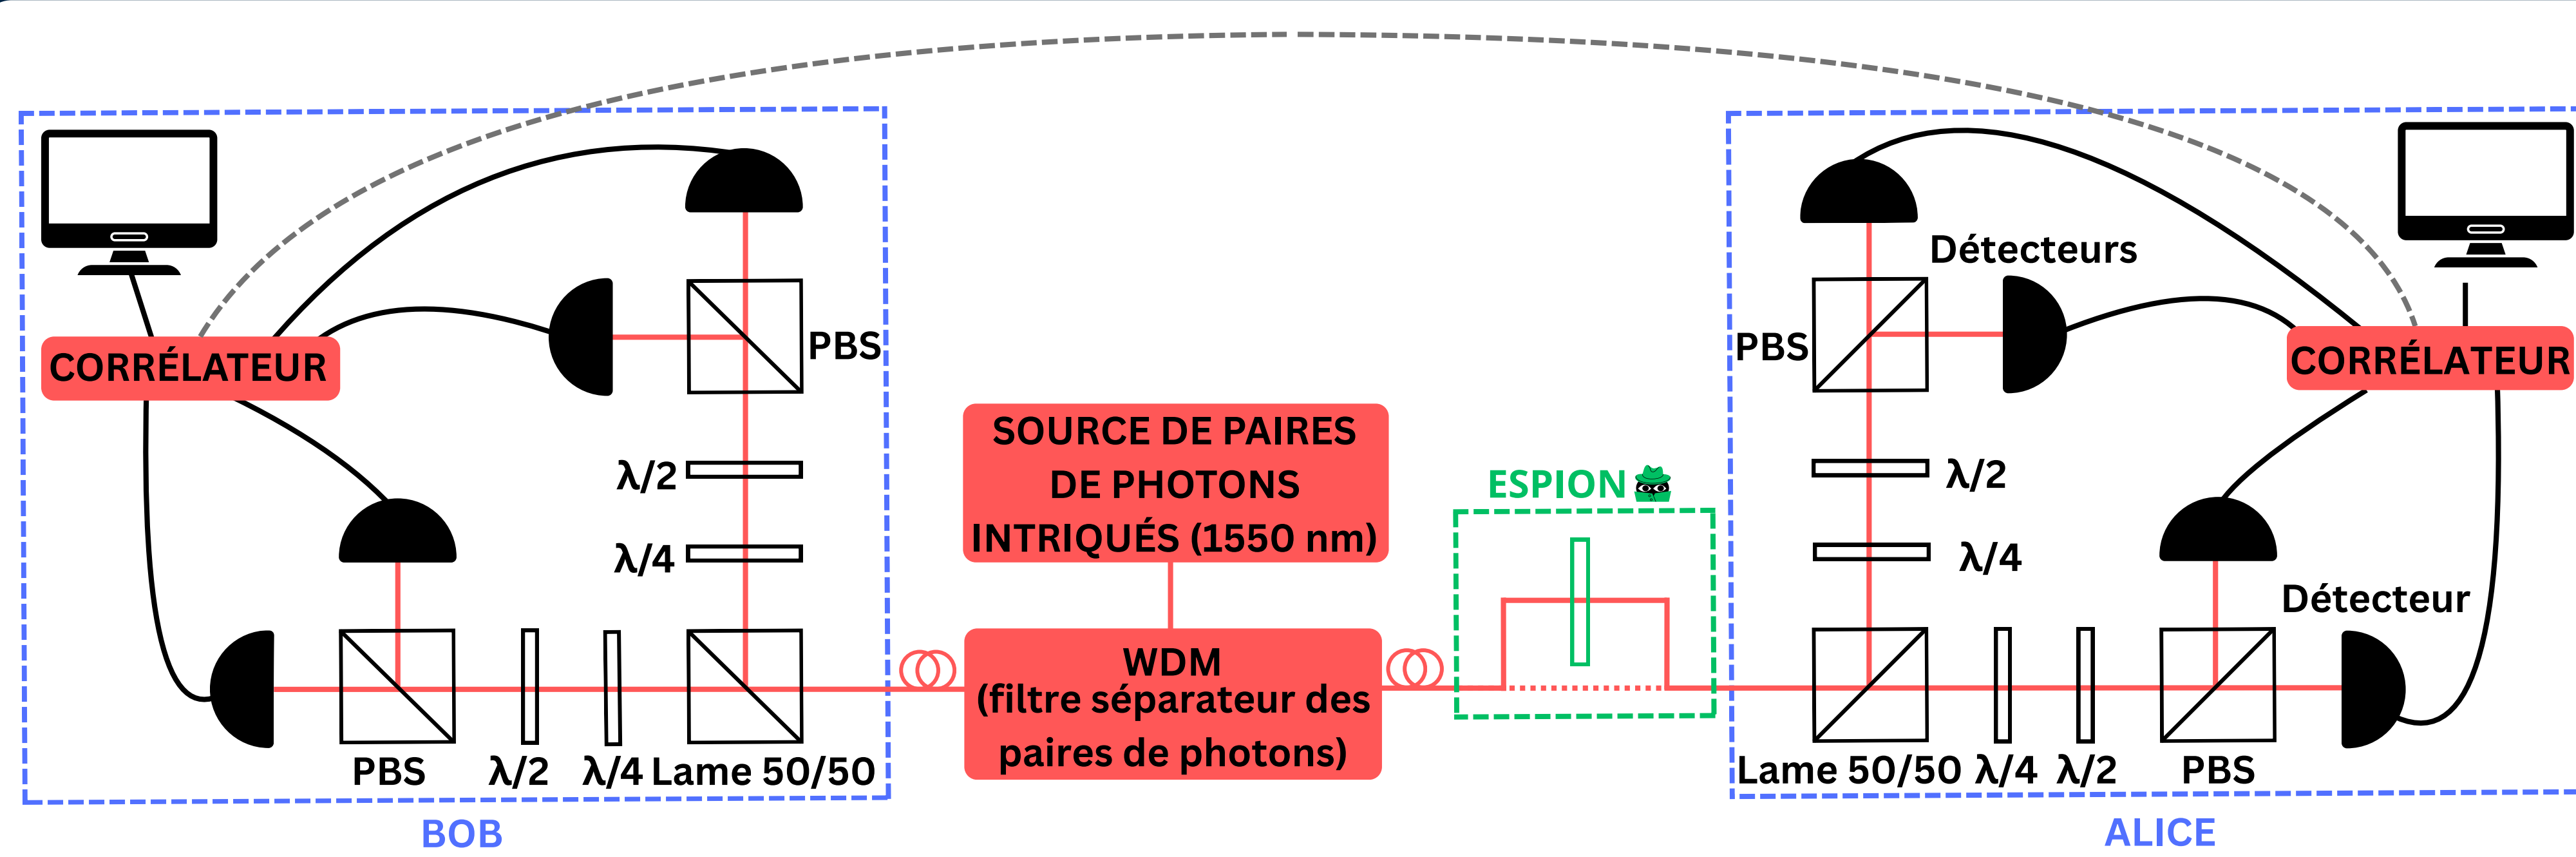 Détecteurs
PBS
PBS
CORRÉLATEUR
CORRÉLATEUR
SOURCE DE PAIRES
DE PHOTONS
INTRIQUÉS (1550 nm)
λ/2
ESPION
λ/2
λ/4
λ/4
Détecteur
WDM
(filtre séparateur des
paires de photons)
PBS
λ/2
λ/4
Lame 50/50
Lame 50/50
λ/4
λ/2
PBS
BOB
ALICE